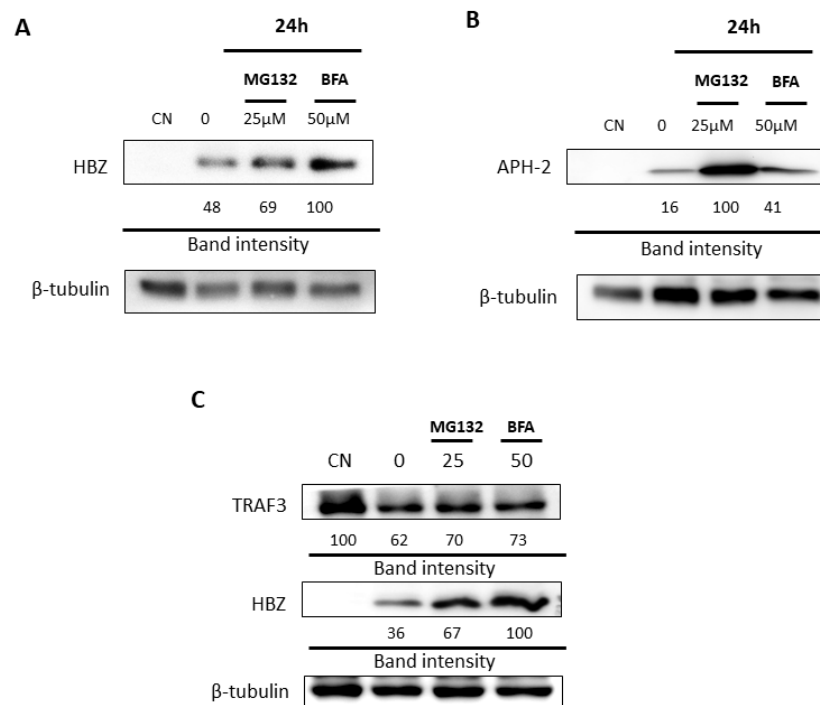 A
24h
MG132 BFA
CN 0 25µM 50µM
HBZ
48 69 100
Band intensity
β-tubulin
B
24h
MG132 BFA
CN 0 25µM 50µM
APH-2
16 100 41
Band intensity
β-tubulin
C
MG132 BFA
CN 0 25 50
TRAF3
100 62 70 73
Band intensity
HBZ
36 67 100
Band intensity
β-tubulin